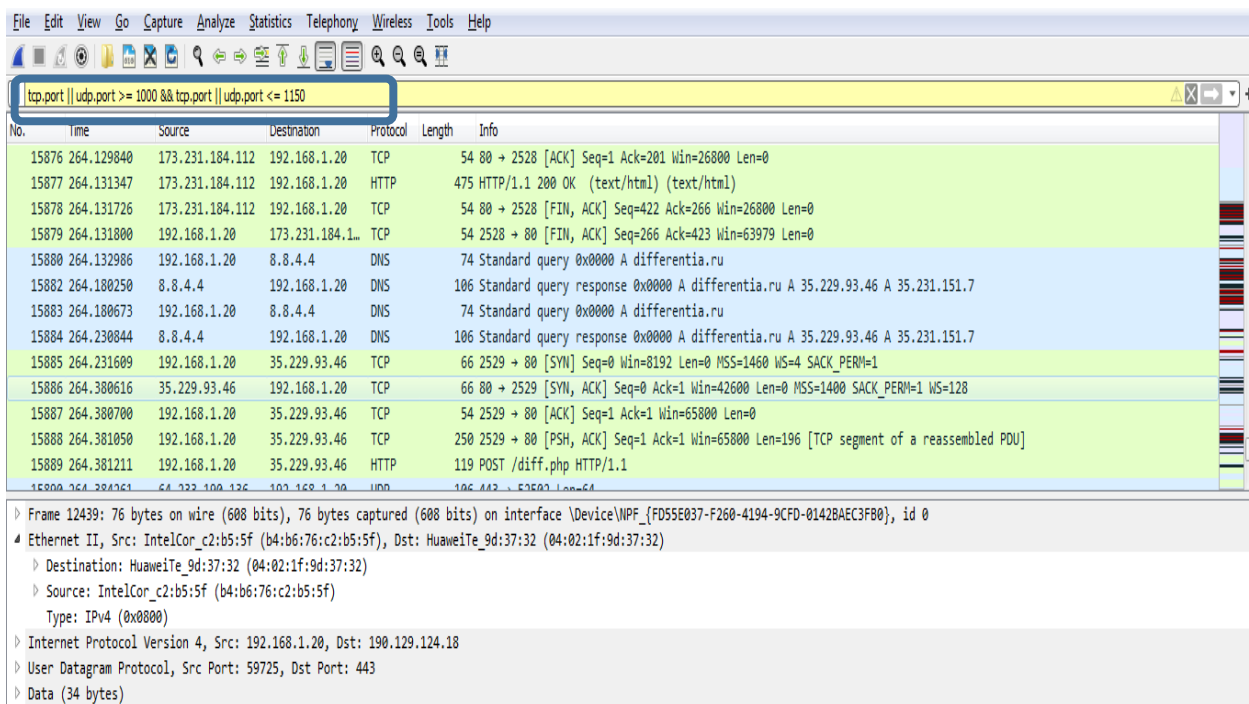 File Edit View Go Capture Analyze Statistics Telephony Wireless Tools Help
tcp.port || udp.port >= 1000 && tcp.port || udp.port <= 1150
No. Time Source Destination Protocol Length Info
15876 264.129840 173.231.184.112 192.168.1.20 TCP 54 80 → 2528 [ACK] Seq=1 Ack=201 Win=26800 Len=0
15877 264.131347 173.231.184.112 192.168.1.20 HTTP 475 HTTP/1.1 200 OK (text/html) (text/html)
15878 264.131726 173.231.184.112 192.168.1.20 TCP 54 80 → 2528 [FIN, ACK] Seq=422 Ack=266 Win=26800 Len=0
15879 264.131800 192.168.1.20 173.231.184.1… TCP 54 2528 → 80 [FIN, ACK] Seq=266 Ack=423 Win=63979 Len=0
15880 264.132986 192.168.1.20 8.8.4.4 DNS 74 Standard query 0x0000 A differentia.ru
15882 264.180250 8.8.4.4 192.168.1.20 DNS 106 Standard query response 0x0000 A differentia.ru A 35.229.93.46 A 35.231.151.7
15883 264.180673 192.168.1.20 8.8.4.4 DNS 74 Standard query 0x0000 A differentia.ru
15884 264.230844 8.8.4.4 192.168.1.20 DNS 106 Standard query response 0x0000 A differentia.ru A 35.229.93.46 A 35.231.151.7
15885 264.231609 192.168.1.20 35.229.93.46 TCP 66 2529 → 80 [SYN] Seq=0 Win=8192 Len=0 MSS=1460 WS=4 SACK_PERM=1
15886 264.380616 35.229.93.46 192.168.1.20 TCP 66 80 → 2529 [SYN, ACK] Seq=0 Ack=1 Win=42600 Len=0 MSS=1400 SACK_PERM=1 WS=128
15887 264.380700 192.168.1.20 35.229.93.46 TCP 54 2529 → 80 [ACK] Seq=1 Ack=1 Win=65800 Len=0
15888 264.381050 192.168.1.20 35.229.93.46 TCP 250 2529 → 80 [PSH, ACK] Seq=1 Ack=1 Win=65800 Len=196 [TCP segment of a reassembled PDU]
15889 264.381211 192.168.1.20 35.229.93.46 HTTP 119 POST /diff.php HTTP/1.1
15890 264.384261 64.233.190.136 192.168.1.20 UDP 106 443 → 52502 Len=64
Frame 12439: 76 bytes on wire (608 bits), 76 bytes captured (608 bits) on interface \Device\NPF_{FD55E037-F260-4194-9CFD-0142BAEC3FB0}, id 0
Ethernet II, Src: IntelCor_c2:b5:5f (b4:b6:76:c2:b5:5f), Dst: HuaweiTe_9d:37:32 (04:02:1f:9d:37:32)
Destination: HuaweiTe_9d:37:32 (04:02:1f:9d:37:32)
Source: IntelCor_c2:b5:5f (b4:b6:76:c2:b5:5f)
Type: IPv4 (0x0800)
Internet Protocol Version 4, Src: 192.168.1.20, Dst: 190.129.124.18
User Datagram Protocol, Src Port: 59725, Dst Port: 443
Data (34 bytes)